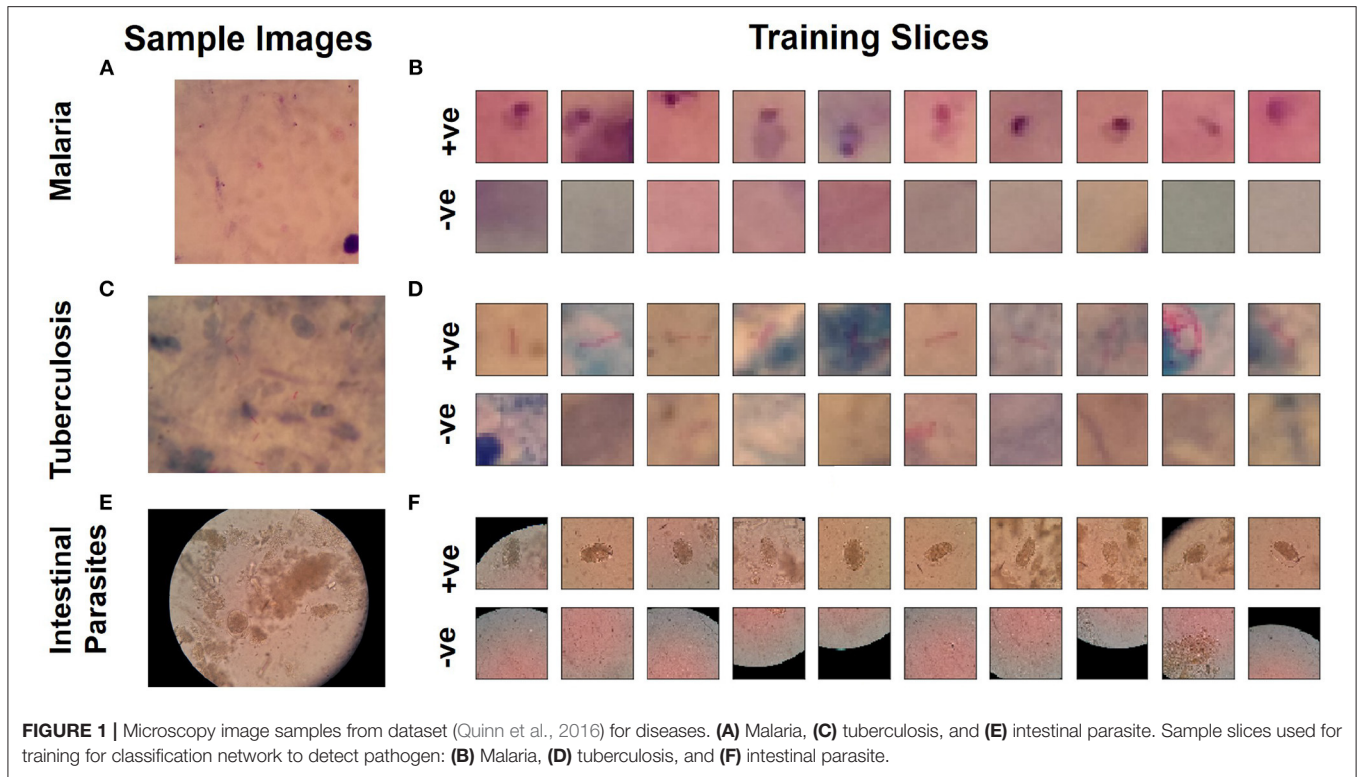 Sample Images
Training Slices
A
B
Malaria
+ve
-ve
C
D
Tuberculosis
+ve
-ve
E
F
Intestinal
Parasites
+ve
-ve
FIGURE 1 | Microscopy image samples from dataset (Quinn et al., 2016) for diseases. (A) Malaria, (C) tuberculosis, and (E) intestinal parasite. Sample slices used for
training for classification network to detect pathogen: (B) Malaria, (D) tuberculosis, and (F) intestinal parasite.